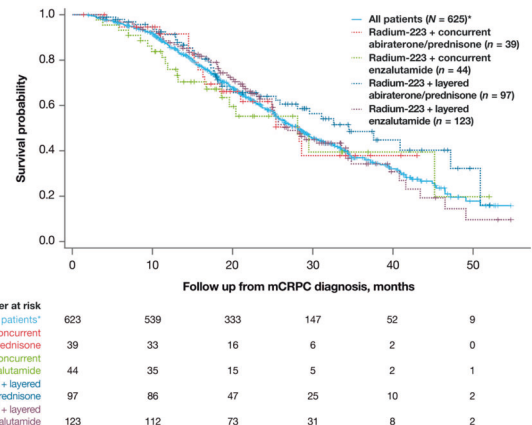 1.0
0.8
0.6
0.4
0.2
0.0
Survival probability
All patients (N = 625)*
Radium-223 + concurrent
abiraterone/prednisone (n = 39)
Radium-223 + concurrent
enzalutamide (n = 44)
Radium-223 + layered
abiraterone/prednisone (n = 97)
Radium-223 + layered
enzalutamide (n = 123)
0 10 20 30 40 50
Follow up from mCRPC diagnosis, months
er at risk
patients* 623 539 333 147 52 9
oncurrent
rednisone 39 33 16 6 2 0
oncurrent
alutamide 44 35 15 5 2 1
+ layered
rednisone 97 86 47 25 10 2
+ layered
alutamide 123 112 73 31 8 2